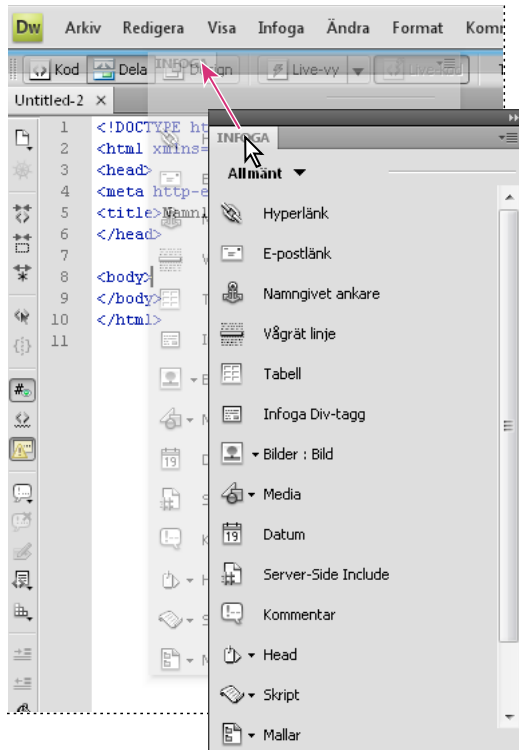 Dw Arkiv Redigera Visa Infoga Ändra Format
Kod Dela Design Live-vy
Untitled-2 ×
INFOGA
1 <!DOCTYPE
2 <html
3 <head>
4 <meta
5 <title>
6 </head>
7
8 <body>
9 </body>
10 </html>
11
INFOGA
Allmänt
Hyperlänk
E-postlänk
Namngivet ankare
Vågrät linje
Tabell
Infoga Div-tagg
Bilder : Bild
Media
Datum
Server-Side Include
Kommentar
Head
Skript
Mallar